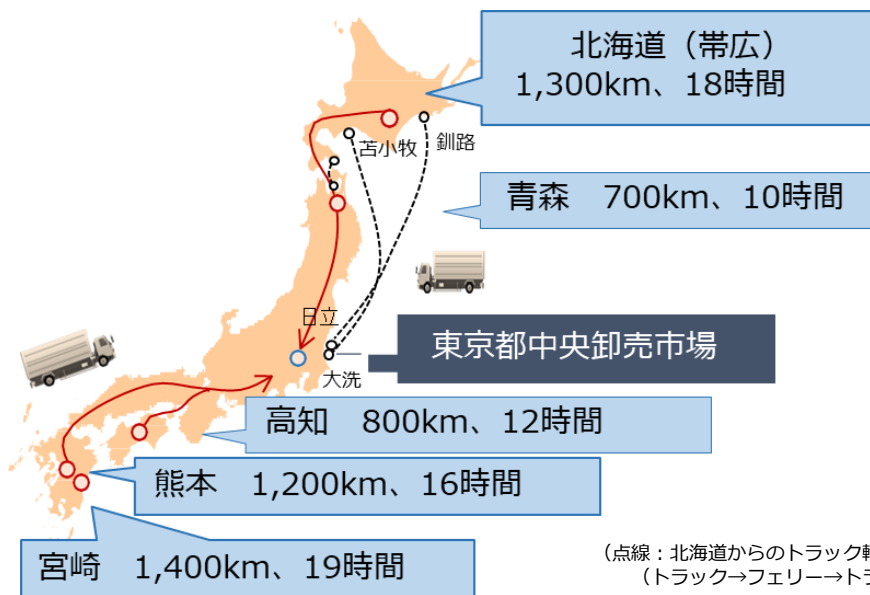 北海道（帯広）
1,300km、18時間
苫小牧
釧路
青森　700km、10時間
日立
東京都中央卸売市場
大洗
高知　800km、12時間
熊本　1,200km、16時間
宮崎　1,400km、19時間
（点線：北海道からのトラック
（トラック→フェリー→トラ